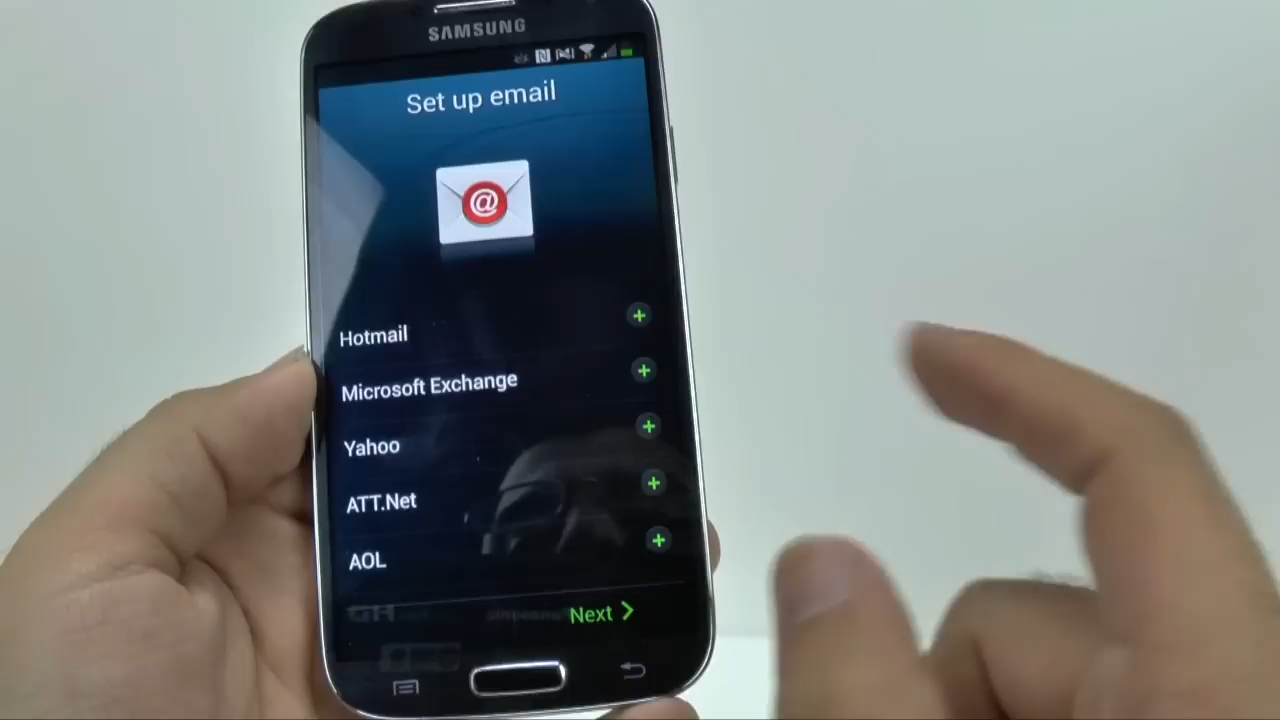 SAMSUNG
Set up email
@
Hotmail
Microsoft Exchange
Yahoo
ATT.Net
AOL
Next